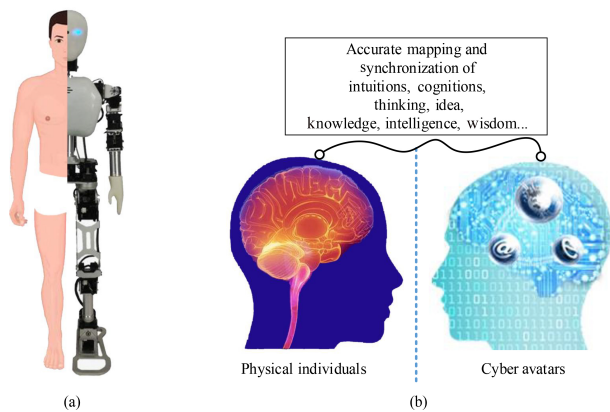 Accurate mapping and
synchronization of
intuitions, cognitions,
thinking, idea,
knowledge, intelligence, wisdom...
@
Physical individuals
Cyber avatars
(a)
(b)